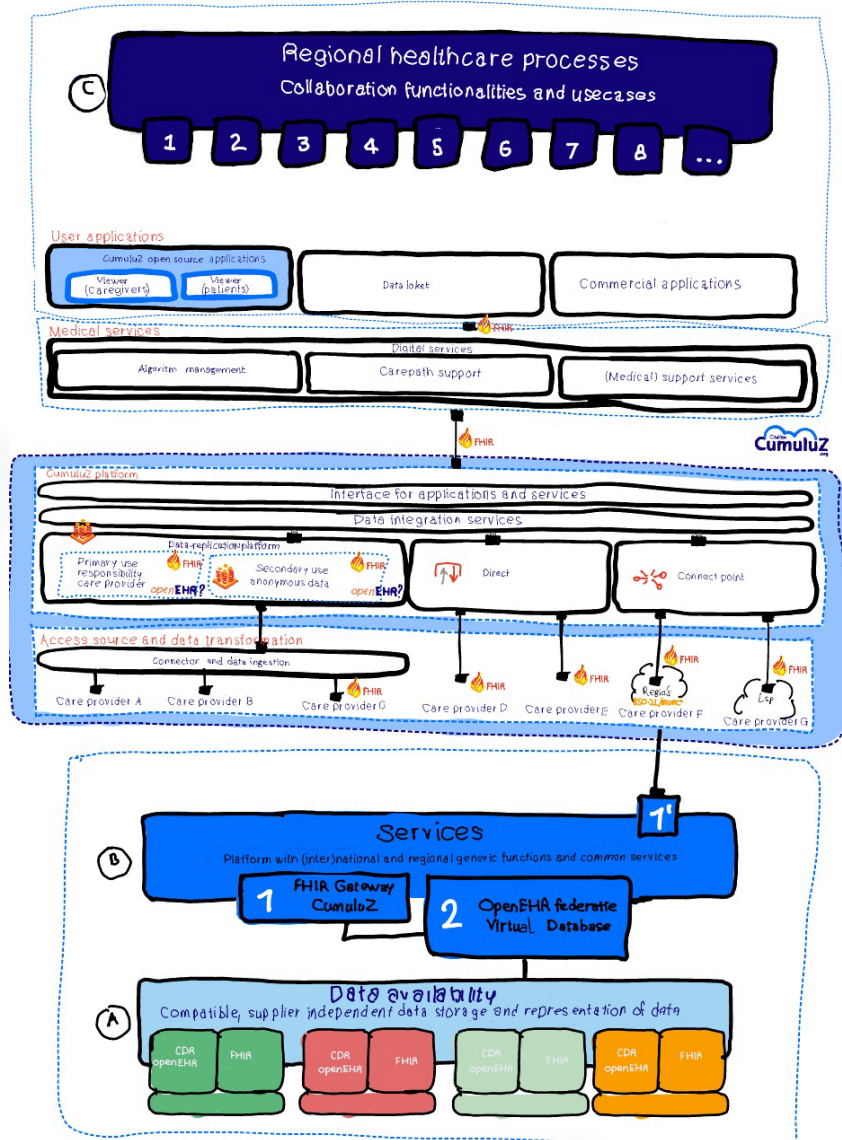 Regional healthcare processes
Collaboration functionalities and usecases
C
1 2 3 4 5 6 7 8 ...
User applications
CumuluZ open source applications
Viewer
(caregivers)
Viewer
(patients)
Data loket
Commercial applications
FHIR
Medical services
Digital services
Algoritm management
Carepath support
(Medical) support services
FHIR
CumuluZ
CumuluZ platform
Interface for applications and services
Data integration services
Data-replication platform
Primary use
responsibility
care provider
FHIR
openEHR?
Secondary use
anonymous data
FHIR
openEHR?
Direct
Connect point
Access source and data transformation
Connector and data ingestion
FHIR
FHIR
FHIR
FHIR
FHIR
Regio's
Lsp
Care provider A
Care provider B
Care provider C
Care provider D
Care provider E
Care provider F
Care provider G
1'
B
Services
Platform with (inter)national and regional generic functions and common services
1
FHIR Gateway
CumuluZ
2
OpenEHR federatie
Virtual Database
A
Data availability
Compatible, supplier independent data storage and representation of data
CDR
openEHR
FHIR
CDR
openEHR
FHIR
CDR
openEHR
FHIR
CDR
openEHR
FHIR